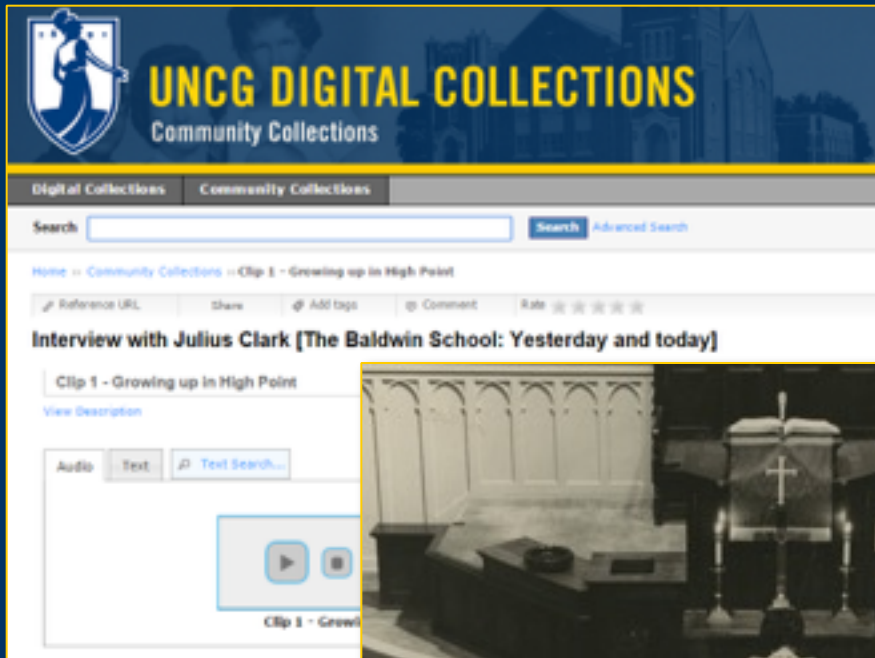 UNCG DIGITAL COLLECTIONS
Community Collections
Digital Collections Community Collections
Search Search Advanced Search
Home :: Community Collections :: Clip 1 - Growing up in High Point
Reference URL Share Add tags Comment Rate
Interview with Julius Clark [The Baldwin School: Yesterday and today]
Clip 1 - Growing up in High Point
View Description
Audio Text Text Search...
Clip 1 -